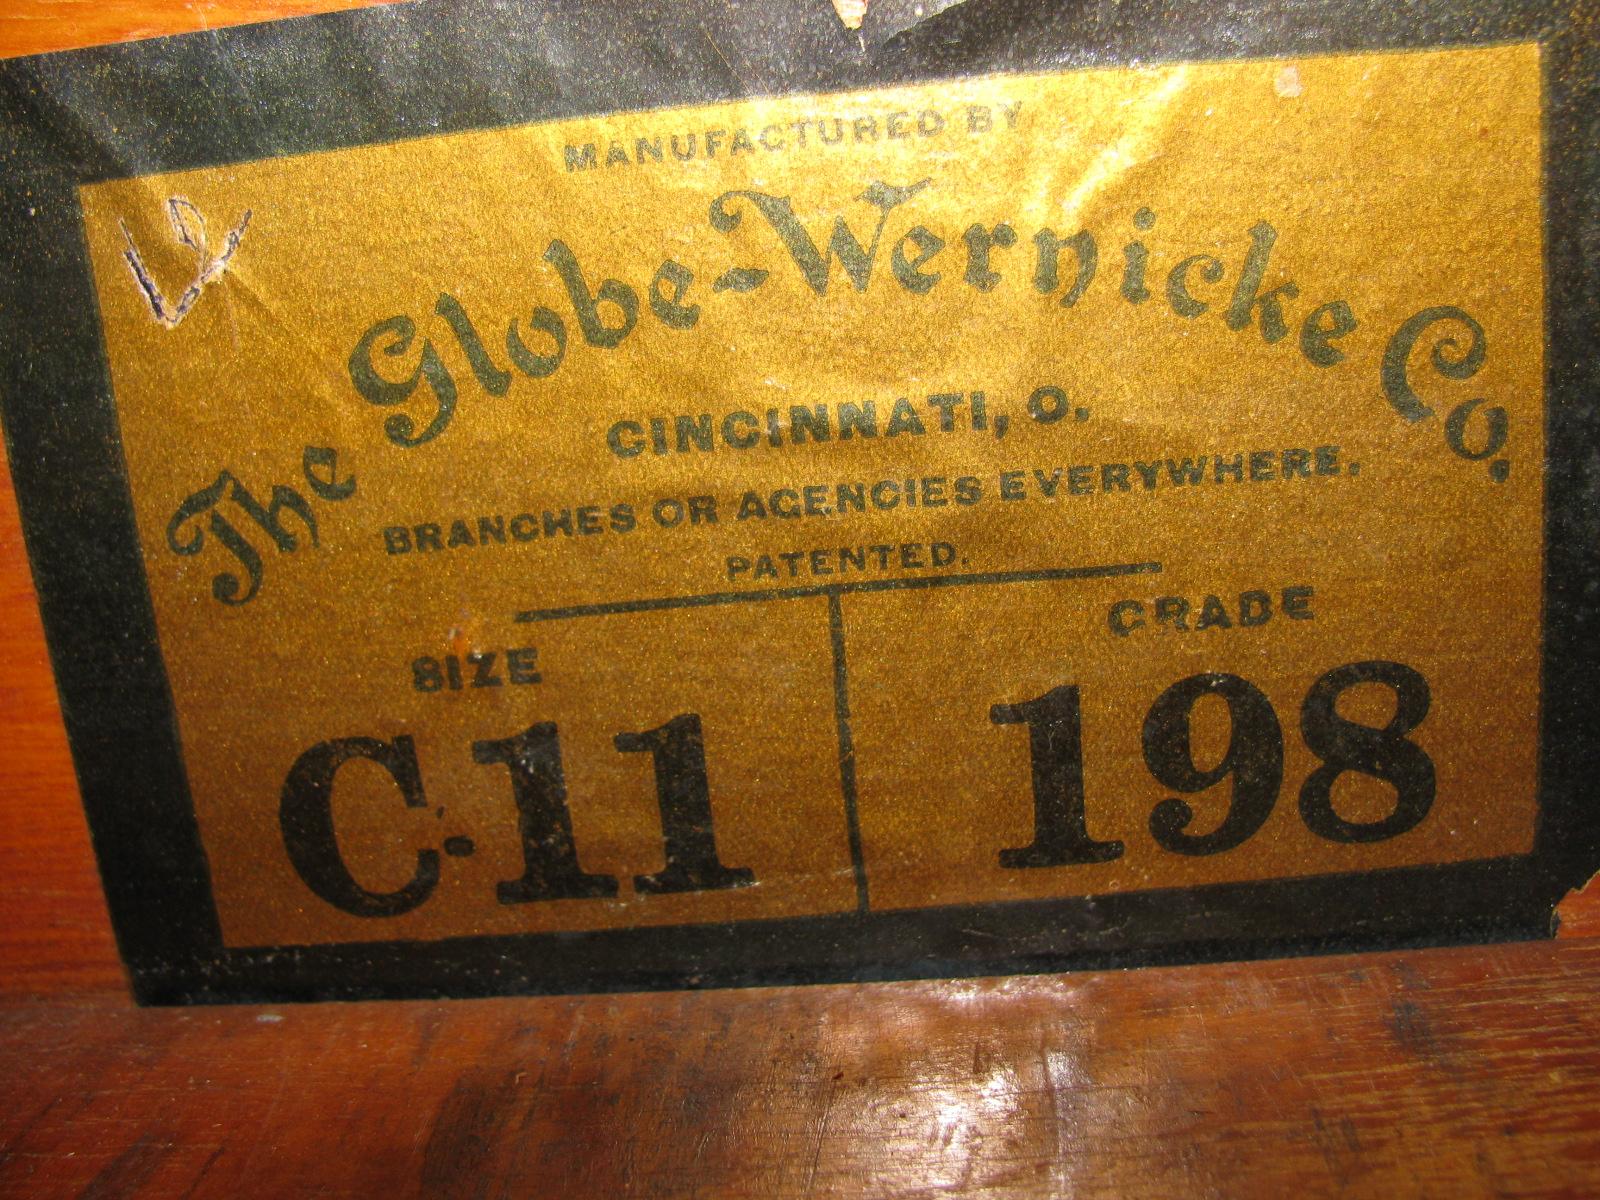 MANUFACTURED BY
The Globe-Wernicke Co.
CINCINNATI, O.
BRANCHES OR AGENCIES EVERYWHERE.
PATENTED.
SIZE
C-11
GRADE
198